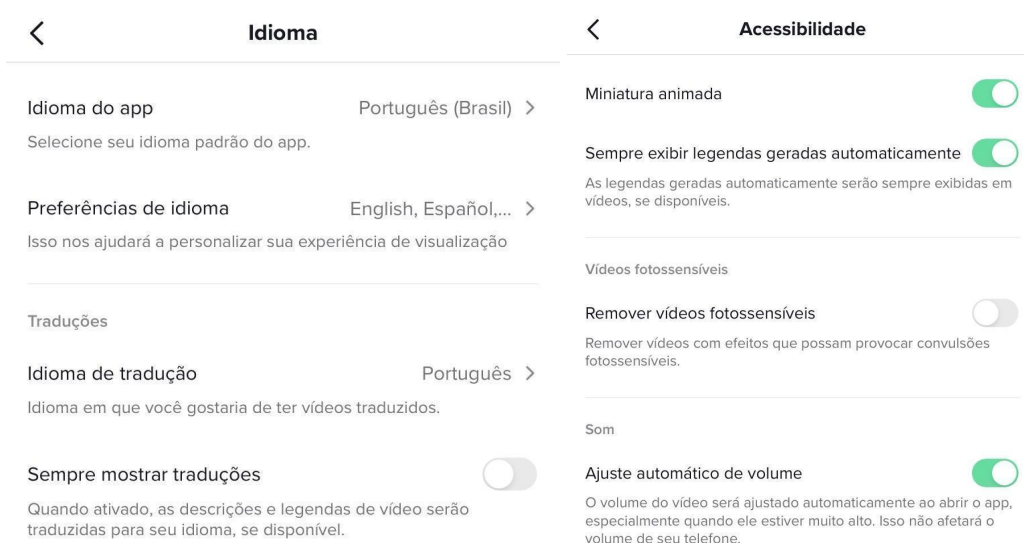 Idioma
Idioma do app
Português (Brasil)
Selecione seu idioma padrão do app.
Preferências de idioma
English, Español,...
Isso nos ajudará a personalizar sua experiência de visualização
Traduções
Idioma de tradução
Português
Idioma em que você gostaria de ter vídeos traduzidos.
Sempre mostrar traduções
Quando ativado, as descrições e legendas de vídeo serão
traduzidas para seu idioma, se disponível.
Acessibilidade
Miniatura animada
Sempre exibir legendas geradas automaticamente
As legendas geradas automaticamente serão sempre exibidas em
vídeos, se disponíveis.
Vídeos fotossensíveis
Remover vídeos fotossensíveis
Remover vídeos com efeitos que possam provocar convulsões
fotossensíveis.
Som
Ajuste automático de volume
O volume do vídeo será ajustado automaticamente ao abrir o app,
especialmente quando ele estiver muito alto. Isso não afetará o
volume de seu telefone.